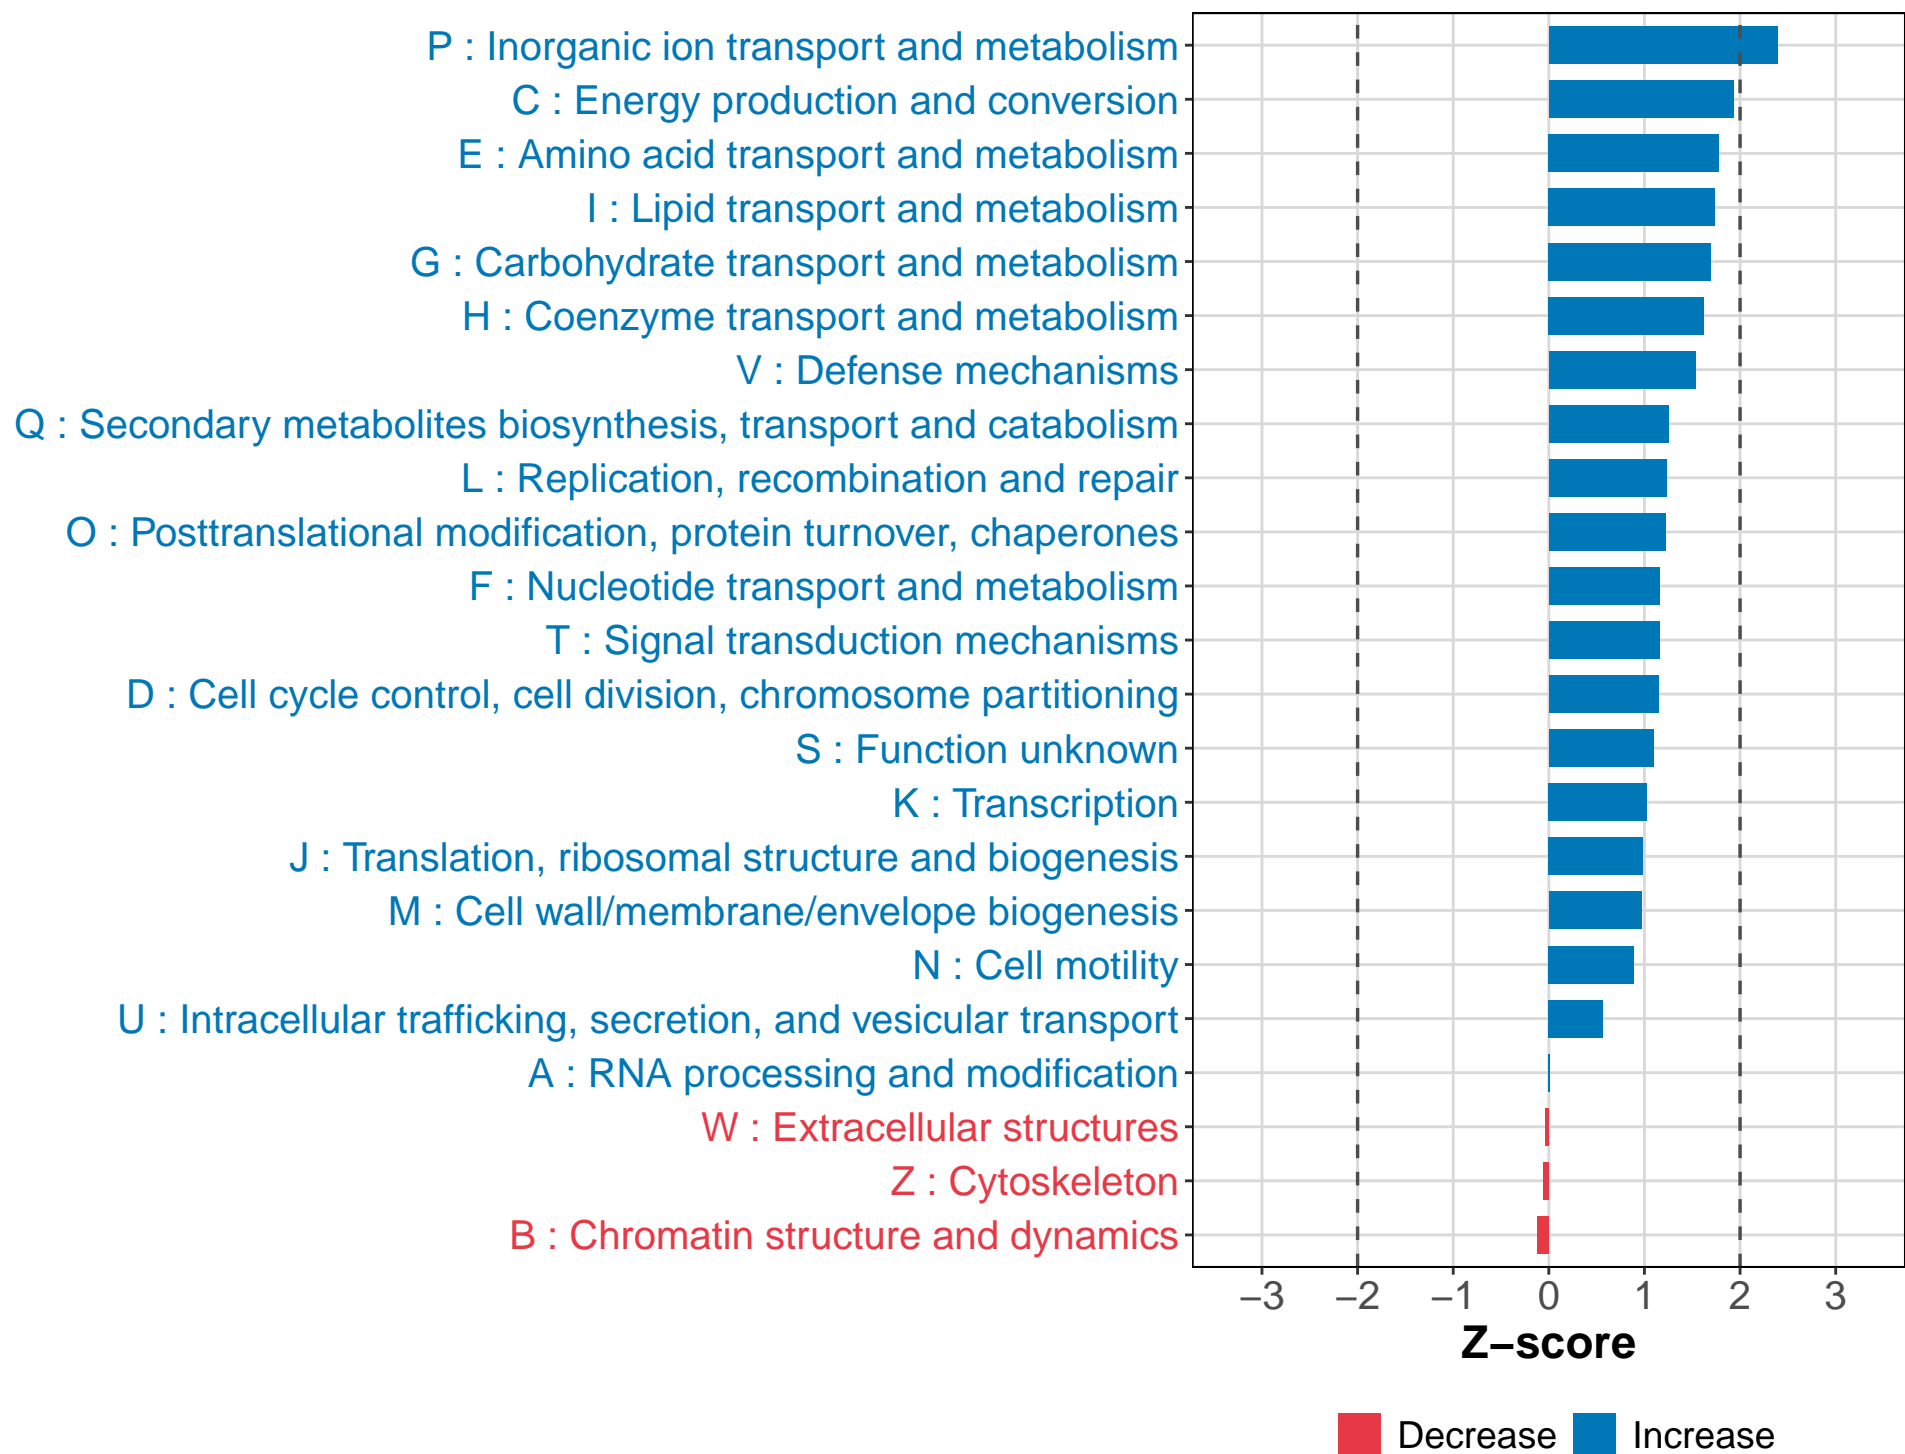 P : Inorganic ion transport and metabolism
C : Energy production and conversion
E : Amino acid transport and metabolism
I : Lipid transport and metabolism
G : Carbohydrate transport and metabolism
H : Coenzyme transport and metabolism
V : Defense mechanisms
Q : Secondary metabolites biosynthesis, transport and catabolism
L : Replication, recombination and repair
O : Posttranslational modification, protein turnover, chaperones
F : Nucleotide transport and metabolism
T : Signal transduction mechanisms
D : Cell cycle control, cell division, chromosome partitioning
S : Function unknown
K : Transcription
J : Translation, ribosomal structure and biogenesis
M : Cell wall/membrane/envelope biogenesis
N : Cell motility
U : Intracellular trafficking, secretion, and vesicular transport
A : RNA processing and modification
W : Extracellular structures
Z : Cytoskeleton
B : Chromatin structure and dynamics
−3 −2 −1 0 1 2 3
Z−score
Decrease Increase